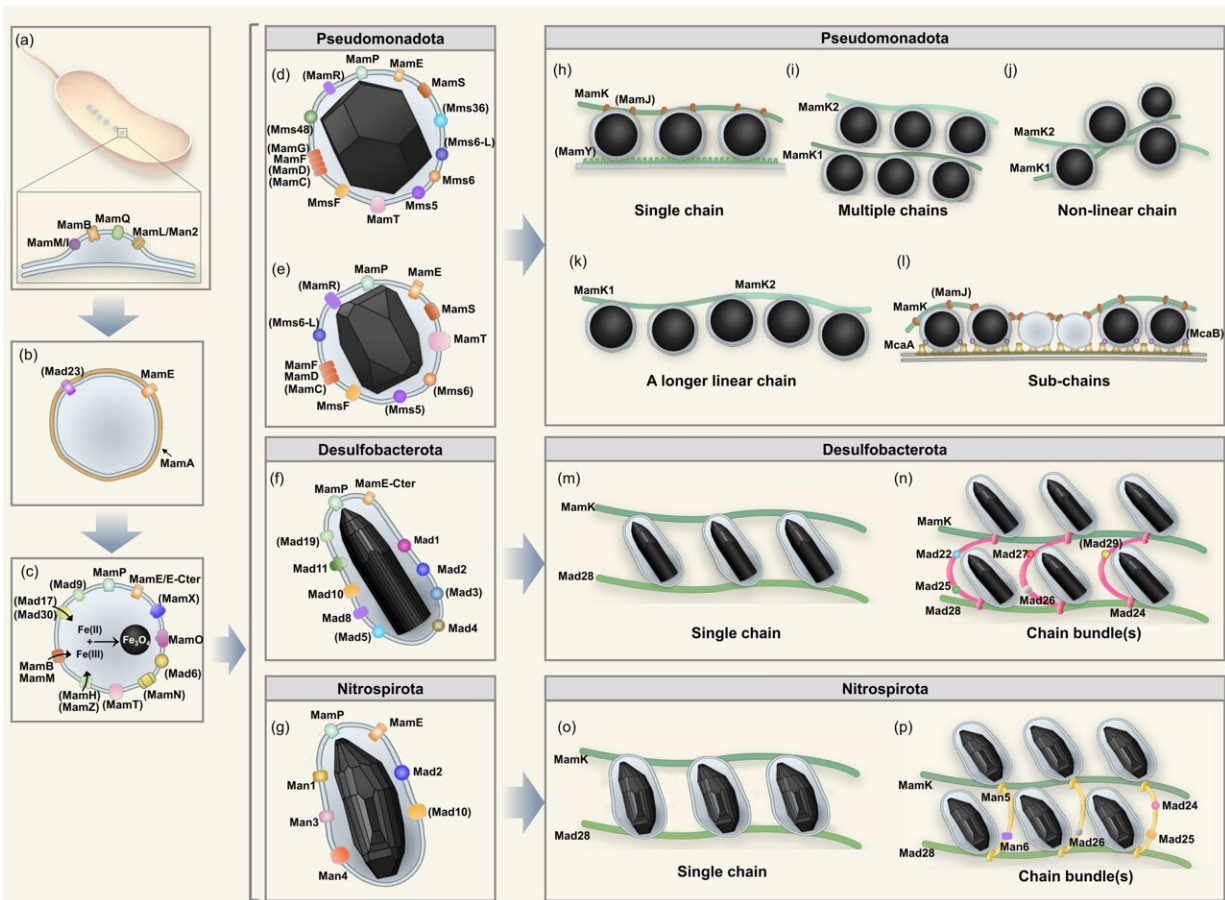 (a)
MamB
MamQ
MamM/I
MamL/Man2
(b)
(Mad23)
MamE
MamA
(c)
MamP
(Mad9)
MamE/E-Cter
(Mad17)
(Mad30)
(MamX)
Fe(II)
+
Fe(III)
Fe₃O₄
MamO
MamB
MamM
(Mad6)
(MamH)
(MamZ)
(MamT)
(MamN)
Pseudomonadota
(d)
MamP
MamE
(MamR)
MamS
(Mms36)
(Mms48)
(Mms6-L)
(MamG)
MamF
(MamD)
(MamC)
Mms6
MmsF
Mms5
MamT
(e)
MamP
MamE
(MamR)
MamS
(Mms6-L)
MamT
MamF
MamD
(MamC)
(Mms6)
MmsF
(Mms5)
Desulfobacterota
(f)
MamE-Cter
MamP
(Mad19)
Mad1
Mad11
Mad2
Mad10
(Mad3)
Mad8
(Mad5)
Mad4
Nitrospirota
(g)
MamP
MamE
Man1
Mad2
Man3
(Mad10)
Man4
Pseudomonadota
(h)
MamK
(MamJ)
(MamY)
Single chain
(i)
MamK2
MamK1
Multiple chains
(j)
MamK2
MamK1
Non-linear chain
(k)
MamK1
MamK2
A longer linear chain
(l)
(MamJ)
MamK
McaA
(McaB)
Sub-chains
Desulfobacterota
(m)
MamK
Mad28
Single chain
(n)
MamK
Mad22
Mad27
(Mad29)
Mad25
Mad26
Mad28
Mad24
Chain bundle(s)
Nitrospirota
(o)
MamK
Mad28
Single chain
(p)
MamK
Man5
Mad24
Mad28
Man6
Mad26
Mad25
Chain bundle(s)